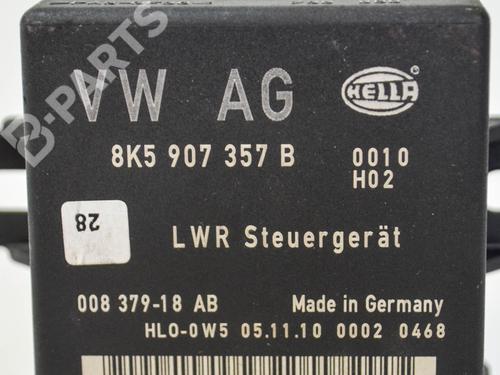 B-PARTS
VW AG HELLA
8K5 907 357 B 0010
H02
28
LWR Steuergerät
008 379-18 AB Made in Germany
HLO-0W5 05.11.10 0002 0468